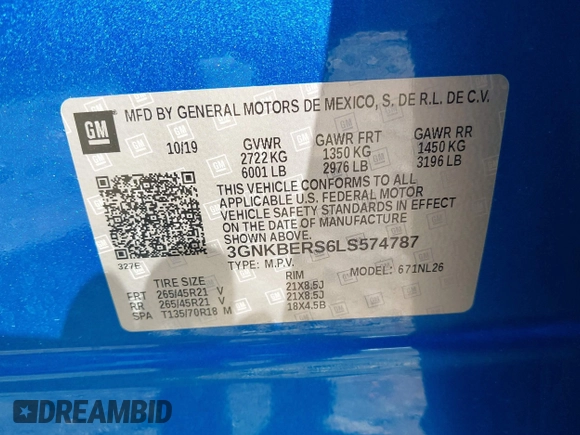 GM
MFD BY GENERAL MOTORS DE MEXICO, S. DE R.L. DE C.V.
10/19 GVWR GAWR FRT GAWR RR
2722 KG 1350 KG 1450 KG
6001 LB 2976 LB 3196 LB
THIS VEHICLE CONFORMS TO ALL
APPLICABLE U.S. FEDERAL MOTOR
VEHICLE SAFETY STANDARDS IN EFFECT
ON THE DATE OF MANUFACTURE
SHOWN ABOVE.
327E 3GNKBERS6LS574787
TYPE: M.P.V. MODEL: 671NL26
TIRE SIZE RIM
FRT 265/45R21 V 21X8.5J
RR 265/45R21 V 21X8.5J
SPA T135/70R18 M 18X4.5B
DREAMBID